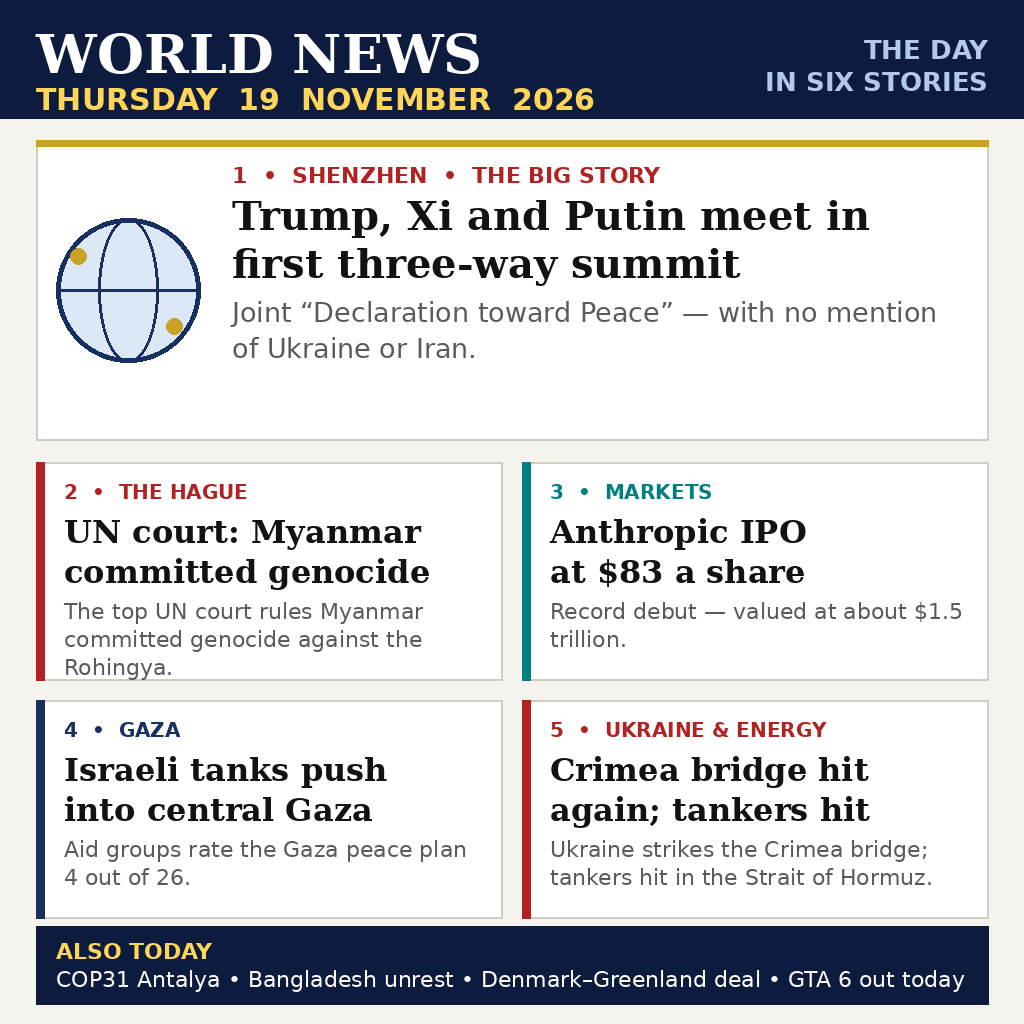 WORLD NEWS
THURSDAY 19 NOVEMBER 2026
THE DAY
IN SIX STORIES
1 • SHENZHEN • THE BIG STORY
Trump, Xi and Putin meet in
first three-way summit
Joint “Declaration toward Peace” — with no mention
of Ukraine or Iran.
2 • THE HAGUE
UN court: Myanmar
committed genocide
The top UN court rules Myanmar
committed genocide against the
Rohingya.
3 • MARKETS
Anthropic IPO
at $83 a share
Record debut — valued at about $1.5
trillion.
4 • GAZA
Israeli tanks push
into central Gaza
Aid groups rate the Gaza peace plan
4 out of 26.
5 • UKRAINE & ENERGY
Crimea bridge hit
again; tankers hit
Ukraine strikes the Crimea bridge;
tankers hit in the Strait of Hormuz.
ALSO TODAY
COP31 Antalya • Bangladesh unrest • Denmark–Greenland deal • GTA 6 out today